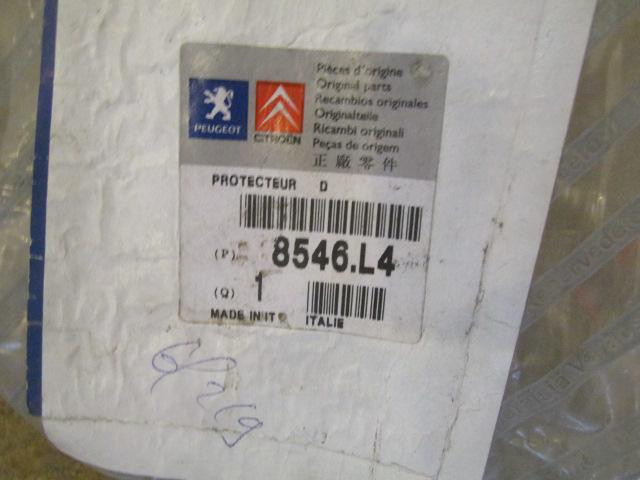 PEUGEOT
CITROËN
Pièces d'origine
Original parts
Recambios originales
Originalteile
Ricambi originali
Peças de origem
正廠零件
PROTECTEUR D
(P) 8546.L4
(Q) 1
MADE IN IT ITALIE